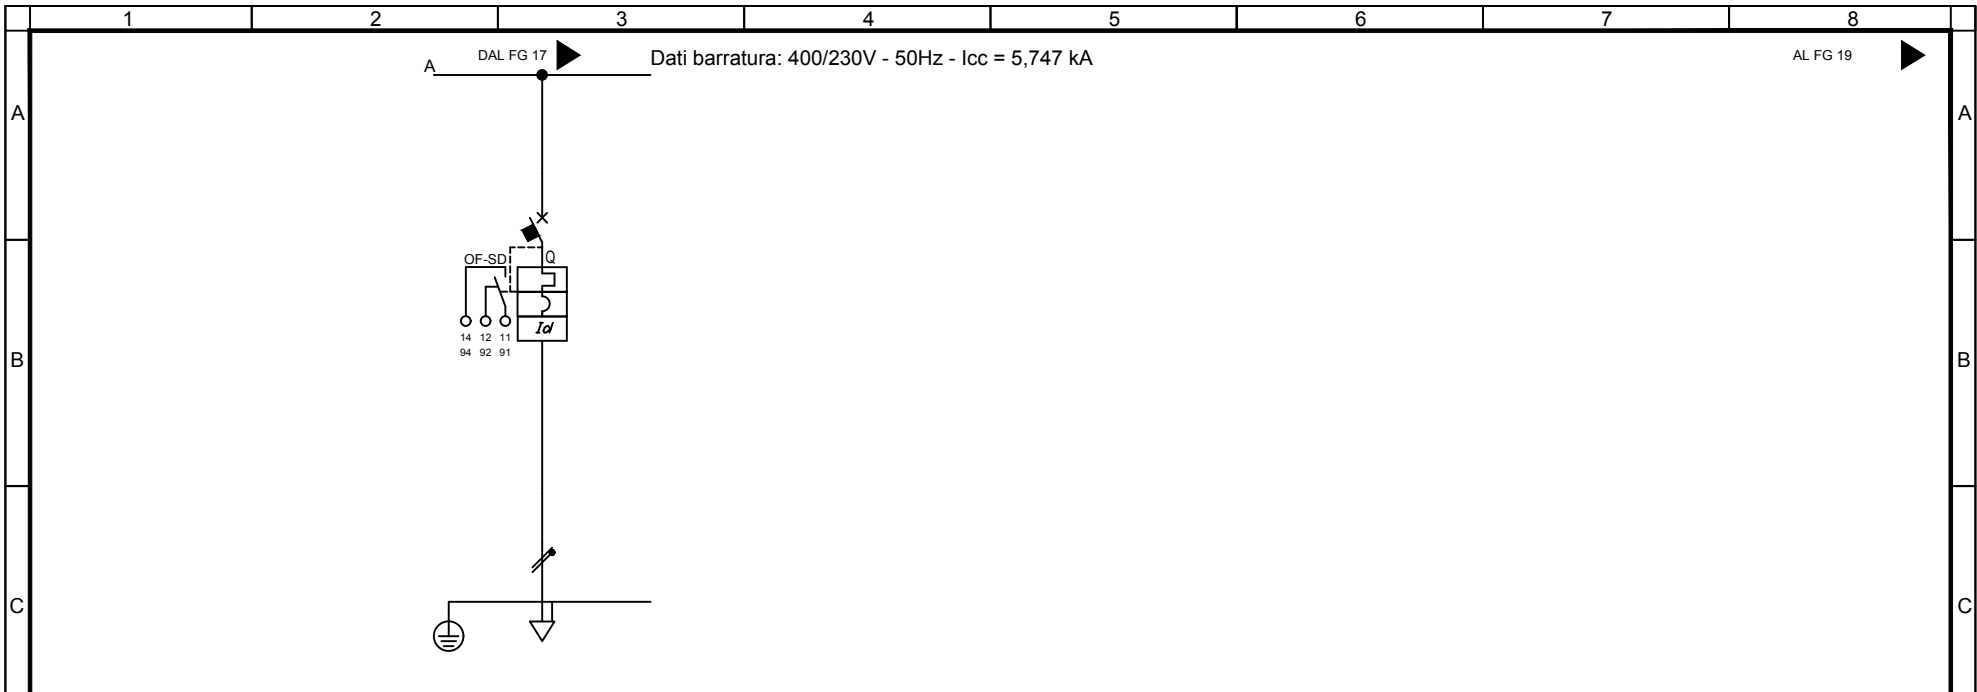 1 2 3 4 5 6 7 8
DAL FG 17 Dati barratura: 400/230V - 50Hz - Icc = 5,747 kA AL FG 19
A
A A
OF-SD Q
Id
14 12 11
94 92 91
B B
C C